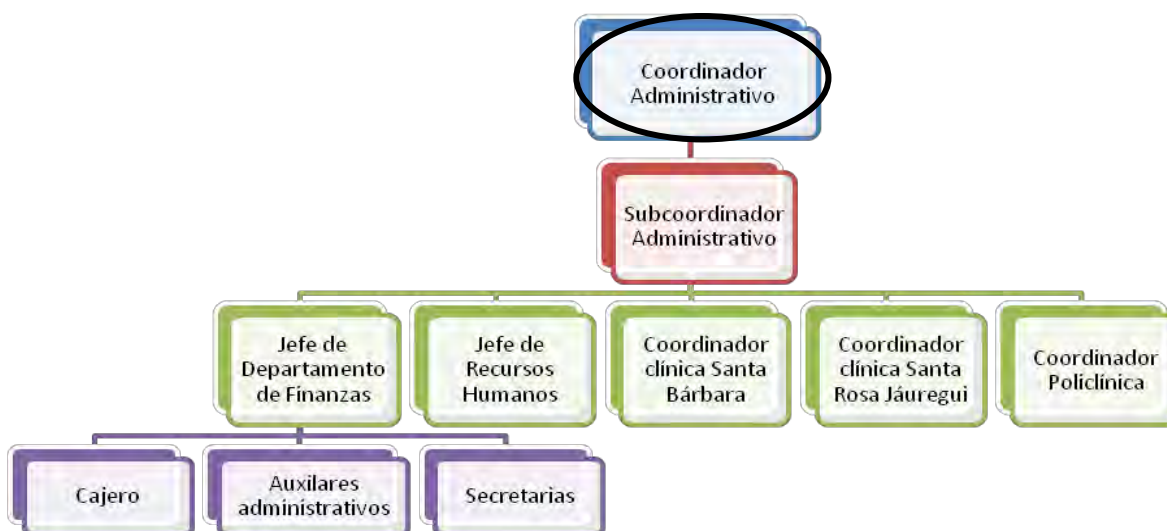 Coordinador
Administrativo
Subcoordinador
Administrativo
Jefe de
Departamento
de Finanzas
Jefe de
Recursos
Humanos
Coordinador
clínica Santa
Bárbara
Coordinador
clínica Santa
Rosa Jáuregui
Coordinador
Policlínica
Cajero
Auxilares
administrativos
Secretarias